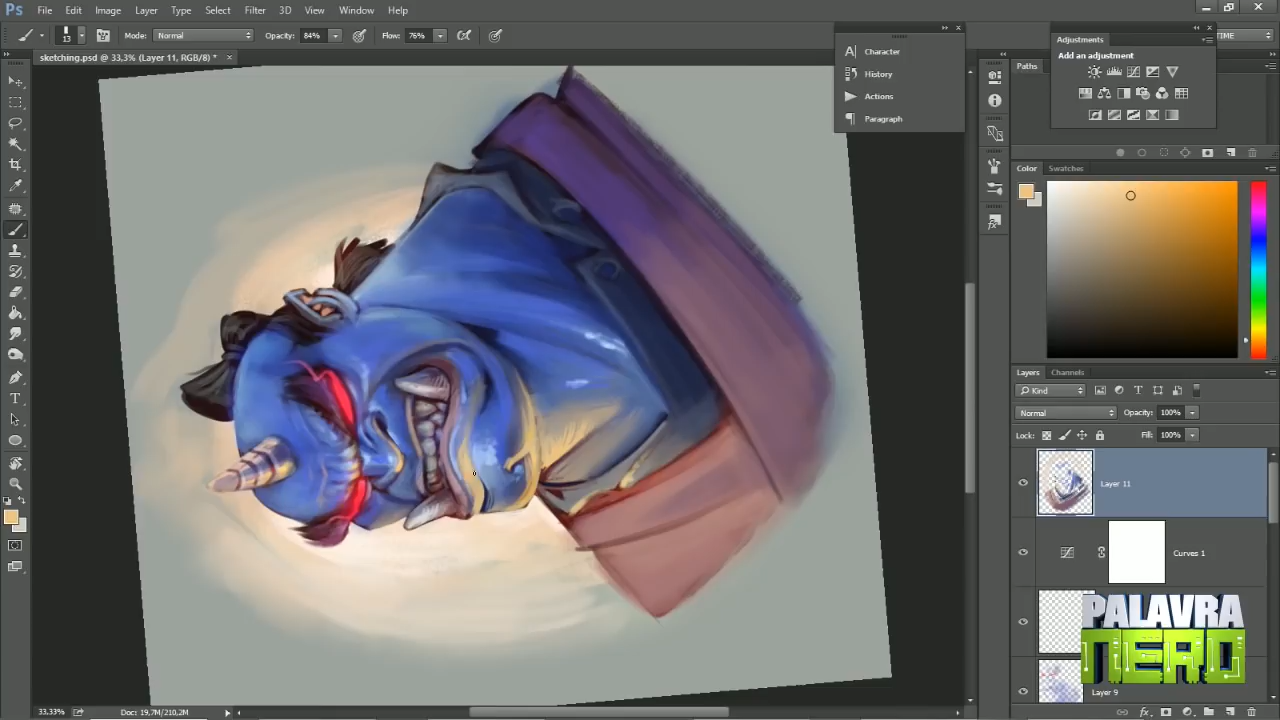 Ps File Edit Image Layer Type Select Filter 3D View Window Help
13 Mode: Normal Opacity: 84% Flow: 76%
sketching.psd @ 33,3% (Layer 11, RGB/8) * ×
Character
History
Actions
Paragraph
Adjustments
Add an adjustment
TIME
Paths
Color Swatches
Layers Channels
Kind
Normal Opacity: 100%
Lock: Fill: 100%
Layer 11
Curves 1
PALAVRA
NERD
Layer 9
33,33% Doc: 19,7M/210,2M